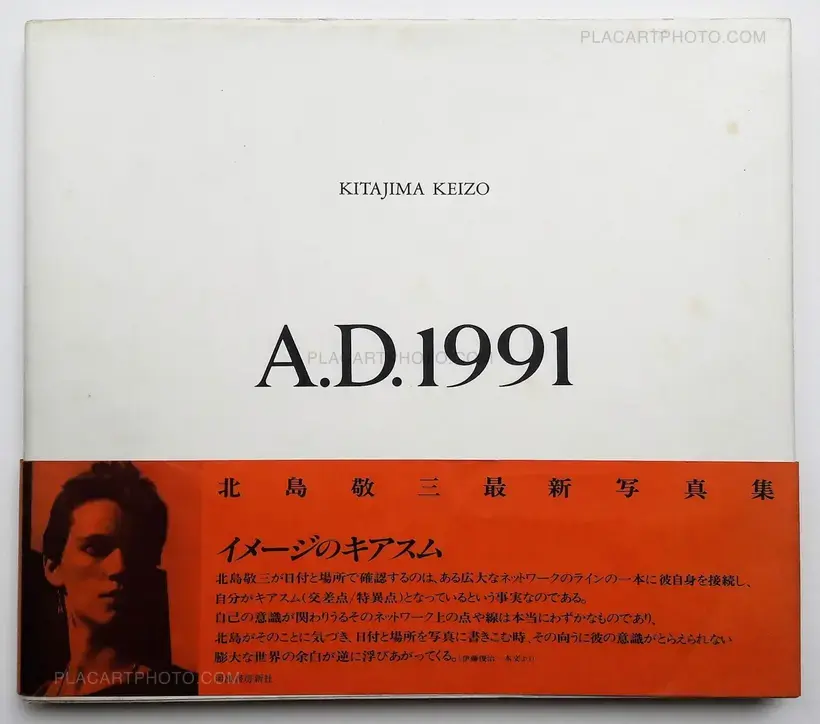 PLACARTPHOTO.COM
KITAJIMA KEIZO
A.D.1991
PLACARTPHOTO.COM
北島敬三最新写真集
イメージのキアスム
北島敬三が日付と場所で確認するのは、ある広大なネットワークのラインの一本に彼自身を接続し、
自分がキアスム(交差点/特異点)となっているという事実なのである。
自己の意識が関わりうるそのネットワーク上の点や線は本当にわずかなものであり、
北島がそのことに気づき、日付と場所を写真に書きこむ時、その向うに彼の意識がとらえられない
膨大な世界の余白が逆に浮びあがってくる。(伊藤俊治 本文より)
PLACARTPHOTO.COM